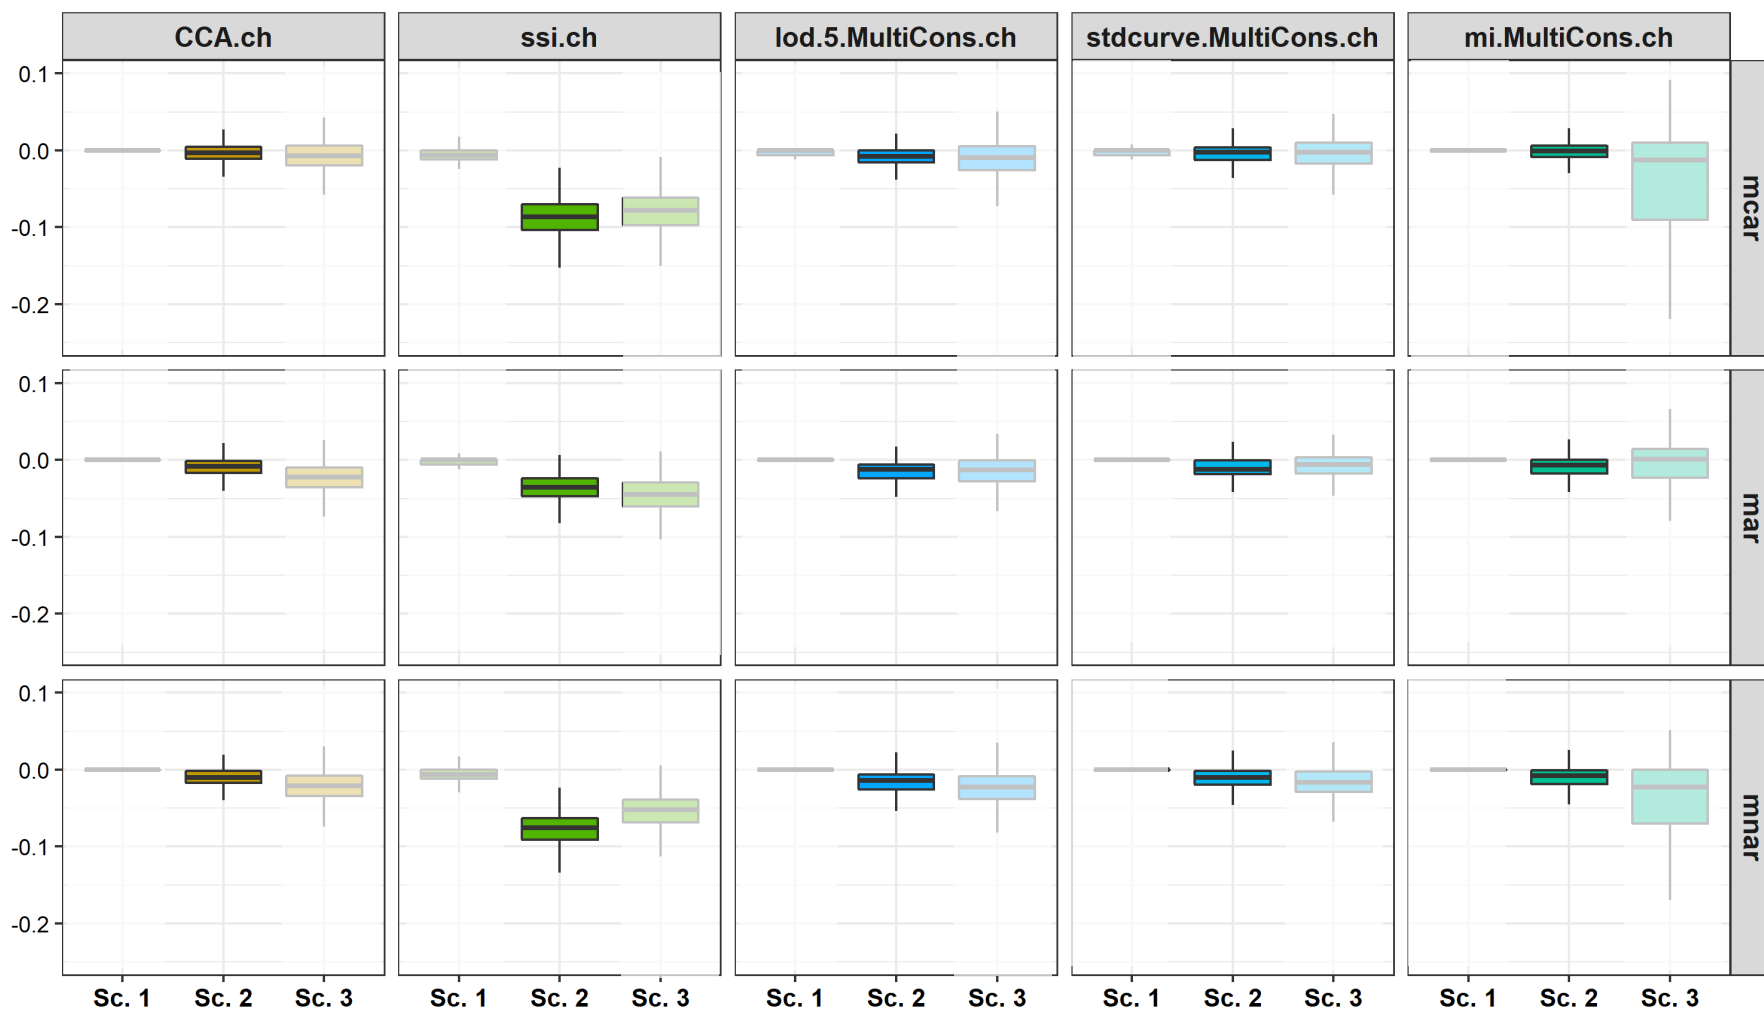 CCA.ch ssi.ch lod.5.MultiCons.ch stdcurve.MultiCons.ch mi.MultiCons.ch
0.1
0.0
-0.1
-0.2
mcar
0.1
0.0
-0.1
-0.2
mar
0.1
0.0
-0.1
-0.2
mnar
Sc. 1 Sc. 2 Sc. 3 Sc. 1 Sc. 2 Sc. 3 Sc. 1 Sc. 2 Sc. 3 Sc. 1 Sc. 2 Sc. 3 Sc. 1 Sc. 2 Sc. 3